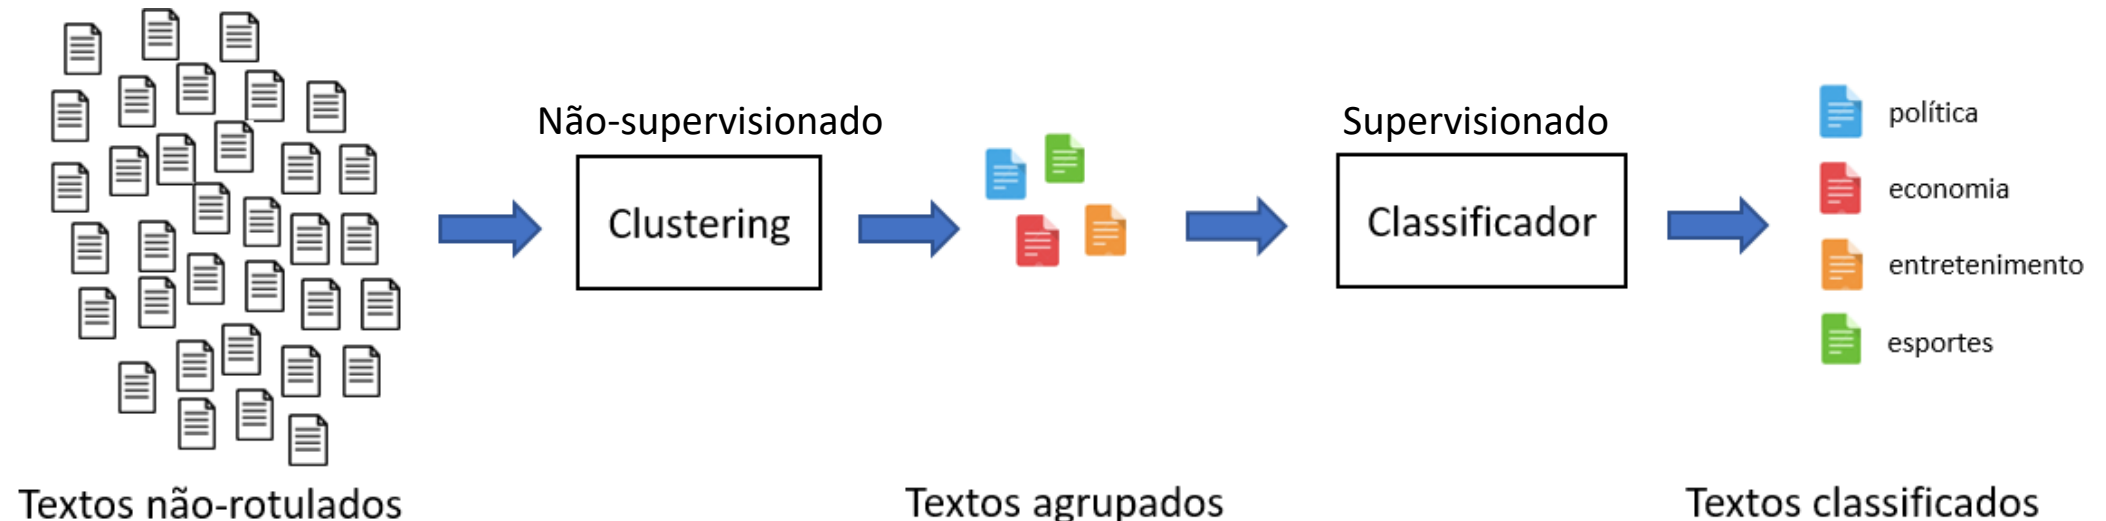 Não-supervisionado
Clustering
Supervisionado
Classificador
política
economia
entretenimento
esportes
Textos não-rotulados
Textos agrupados
Textos classificados